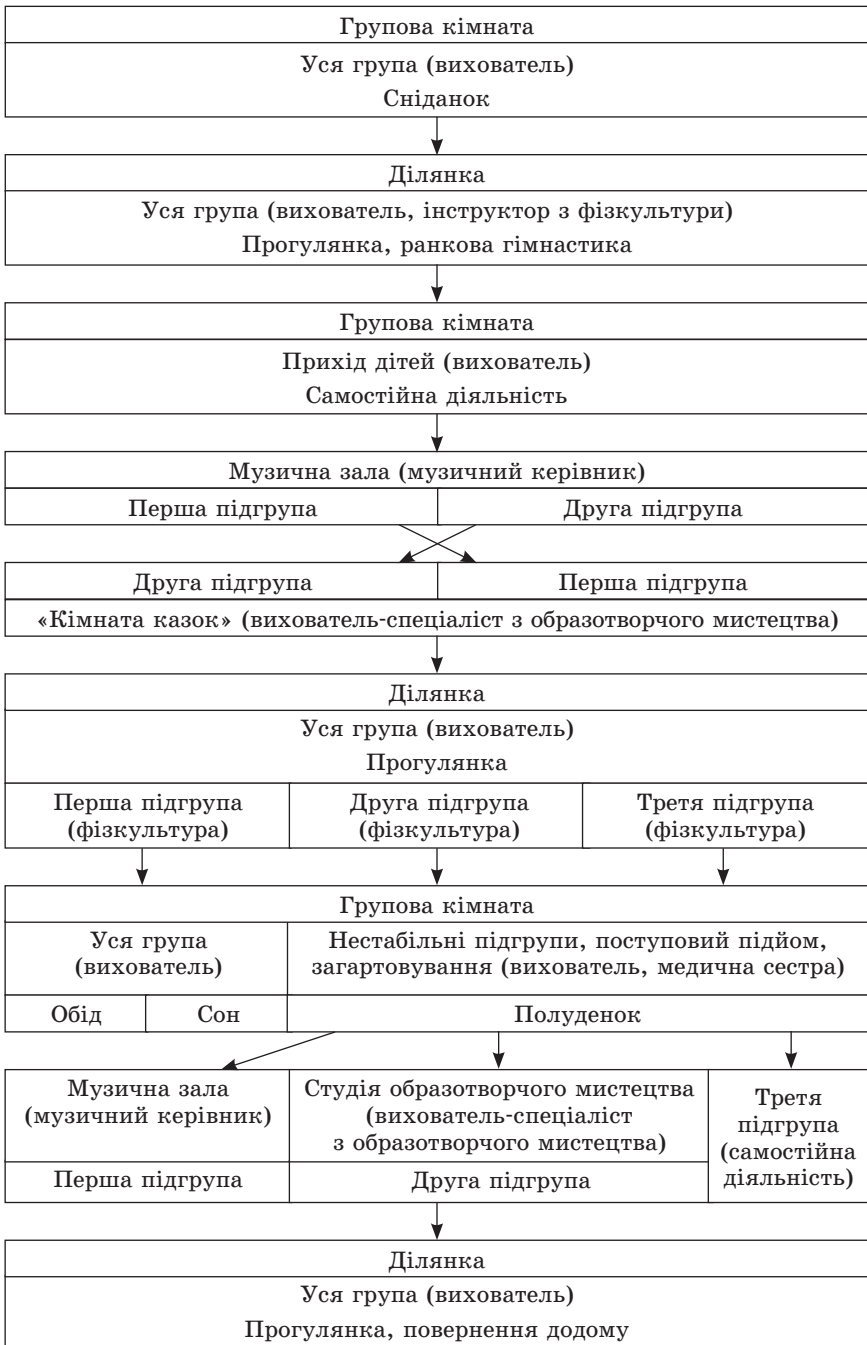 Групова кімната
Уся група (вихователь)
Сніданок
Ділянка
Уся група (вихователь, інструктор з фізкультури)
Прогулянка, ранкова гімнастика
Групова кімната
Прихід дітей (вихователь)
Самостійна діяльність
Музична зала (музичний керівник)
Перша підгрупа
Друга підгрупа
Друга підгрупа
Перша підгрупа
«Кімната казок» (вихователь-спеціаліст з образотворчого мистецтва)
Ділянка
Уся група (вихователь)
Прогулянка
Перша підгрупа
(фізкультура)
Друга підгрупа
(фізкультура)
Третя підгрупа
(фізкультура)
Групова кімната
Уся група
(вихователь)
Нестабільні підгрупи, поступовий підйом,
загартовування (вихователь, медична сестра)
Обід
Сон
Полуденок
Музична зала
(музичний керівник)
Студія образотворчого мистецтва
(вихователь-спеціаліст
з образотворчого мистецтва)
Третя
підгрупа
(самостійна
діяльність)
Перша підгрупа
Друга підгрупа
Ділянка
Уся група (вихователь)
Прогулянка, повернення додому